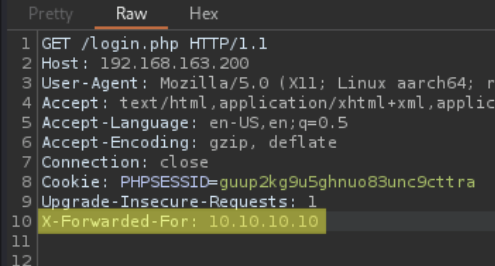 Pretty Raw Hex
1 GET /login.php HTTP/1.1
2 Host: 192.168.163.200
3 User-Agent: Mozilla/5.0 (X11; Linux aarch64;
4 Accept: text/html,application/xhtml+xml,applic
5 Accept-Language: en-US,en;q=0.5
6 Accept-Encoding: gzip, deflate
7 Connection: close
8 Cookie: PHPSESSID=guup2kg9u5ghnuo83unc9cttra
9 Upgrade-Insecure-Requests: 1
10 X-Forwarded-For: 10.10.10.10
11
12